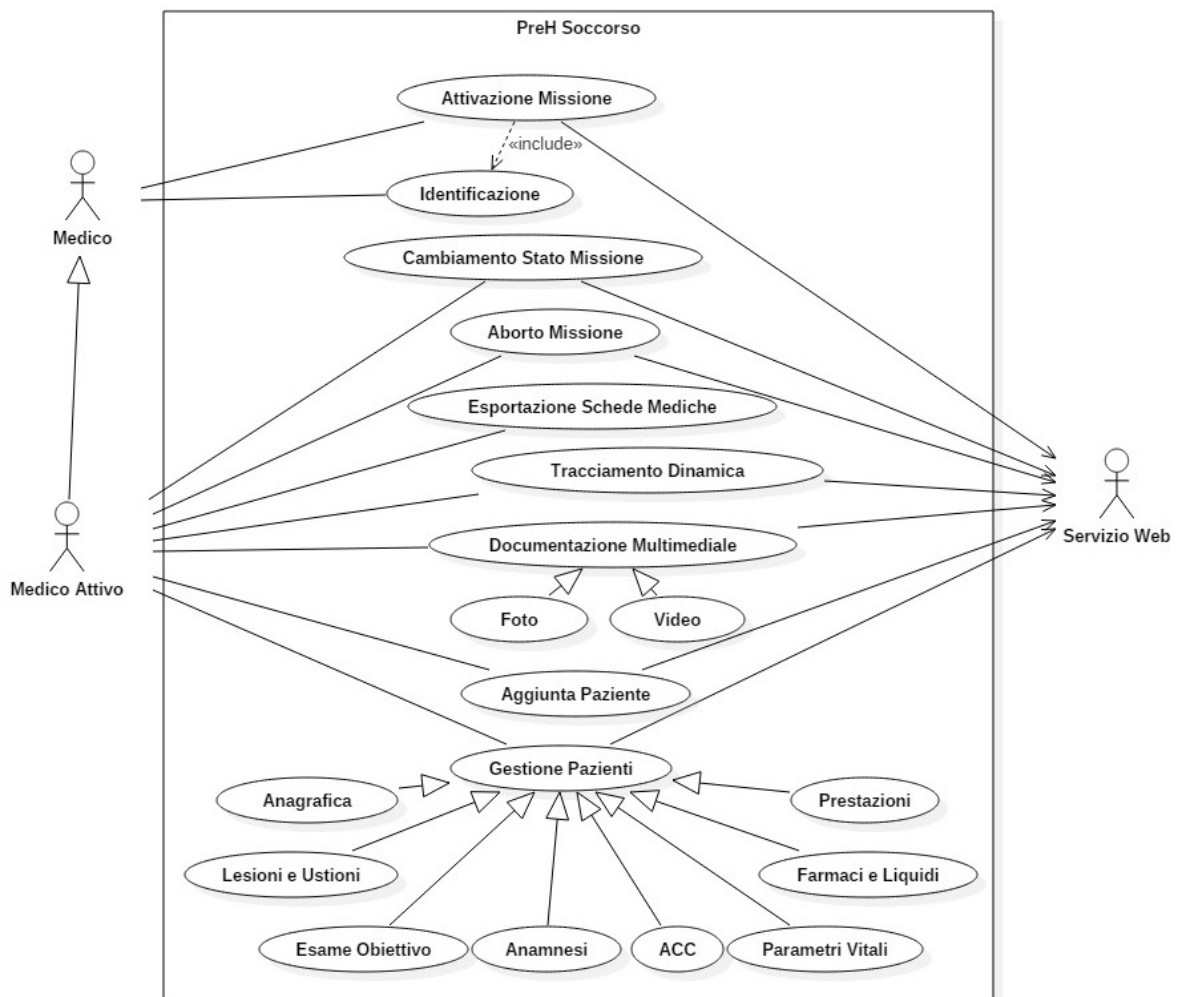 PreH Soccorso
Attivazione Missione
«include»
Identificazione
Medico
Cambiamento Stato Missione
Aborto Missione
Esportazione Schede Mediche
Tracciamento Dinamica
Servizio Web
Documentazione Multimediale
Medico Attivo
Foto
Video
Aggiunta Paziente
Gestione Pazienti
Anagrafica
Prestazioni
Lesioni e Ustioni
Farmaci e Liquidi
Esame Obiettivo
Anamnesi
ACC
Parametri Vitali